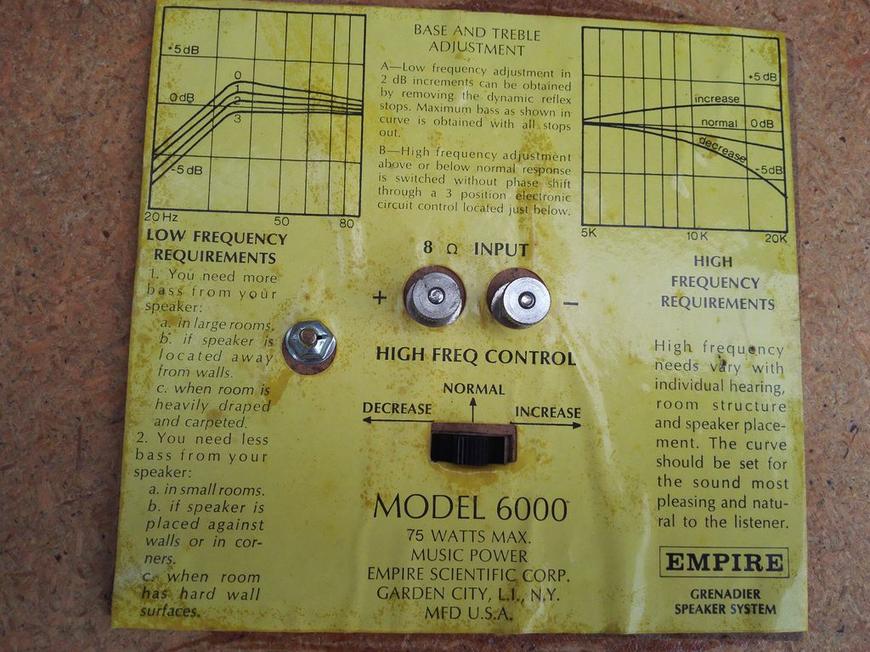 +5dB
0dB
-5dB
0
1
2
3
20Hz 50 80
LOW FREQUENCY
REQUIREMENTS
1. You need more
bass from your
speaker:
a. in large rooms.
b. if speaker is
located away
from walls.
c. when room is
heavily draped
and carpeted.
2. You need less
bass from your
speaker:
a. in small rooms.
b. if speaker is
placed against
walls or in cor-
ners.
c. when room
has hard wall
surfaces.
BASE AND TREBLE
ADJUSTMENT
A—Low frequency adjustment in
2 dB increments can be obtained
by removing the dynamic reflex
stops. Maximum bass as shown in
curve is obtained with all stops
out.
B—High frequency adjustment
above or below normal response
is switched without phase shift
through a 3 position electronic
circuit control located just below.
8 Ω INPUT
+ −
HIGH FREQ CONTROL
NORMAL
DECREASE INCREASE
MODEL 6000
75 WATTS MAX.
MUSIC POWER
EMPIRE SCIENTIFIC CORP.
GARDEN CITY, L.I., N.Y.
MFD U.S.A.
+5dB
increase
normal 0dB
decrease
-5dB
5K 10K 20K
HIGH
FREQUENCY
REQUIREMENTS
High frequency
needs vary with
individual hearing,
room structure
and speaker place-
ment. The curve
should be set for
the sound most
pleasing and natu-
ral to the listener.
EMPIRE
GRENADIER
SPEAKER SYSTEM